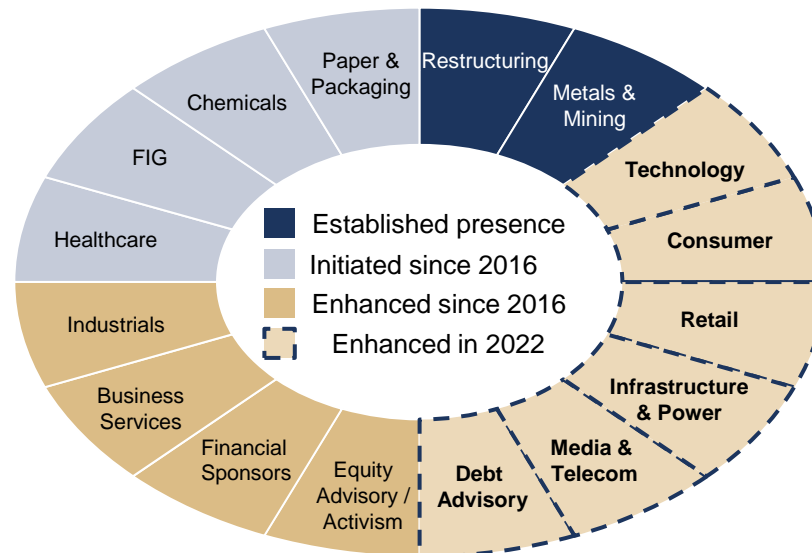 Restructuring
Metals &
Mining
Technology
Consumer
Retail
Infrastructure
& Power
Media &
Telecom
Debt
Advisory
Equity
Advisory /
Activism
Financial
Sponsors
Business
Services
Industrials
Healthcare
FIG
Chemicals
Paper &
Packaging
Established presence
Initiated since 2016
Enhanced since 2016
Enhanced in 2022